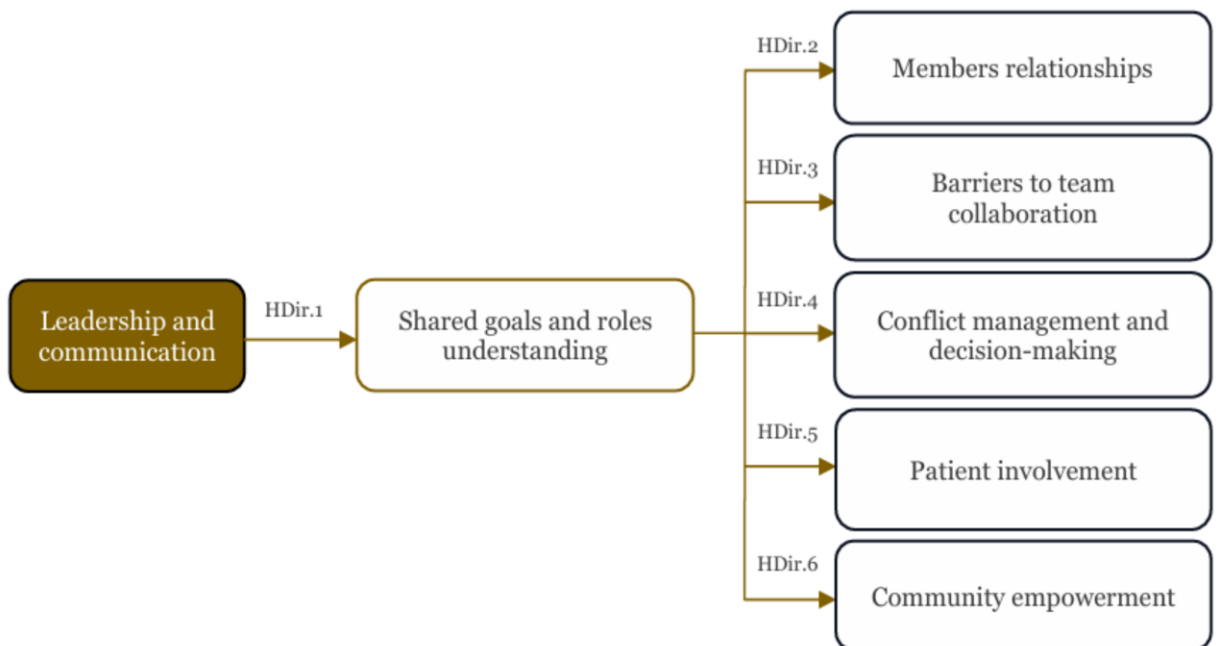 Leadership and
communication
HDir.1
Shared goals and roles
understanding
HDir.2
Members relationships
HDir.3
Barriers to team
collaboration
HDir.4
Conflict management and
decision-making
HDir.5
Patient involvement
HDir.6
Community empowerment